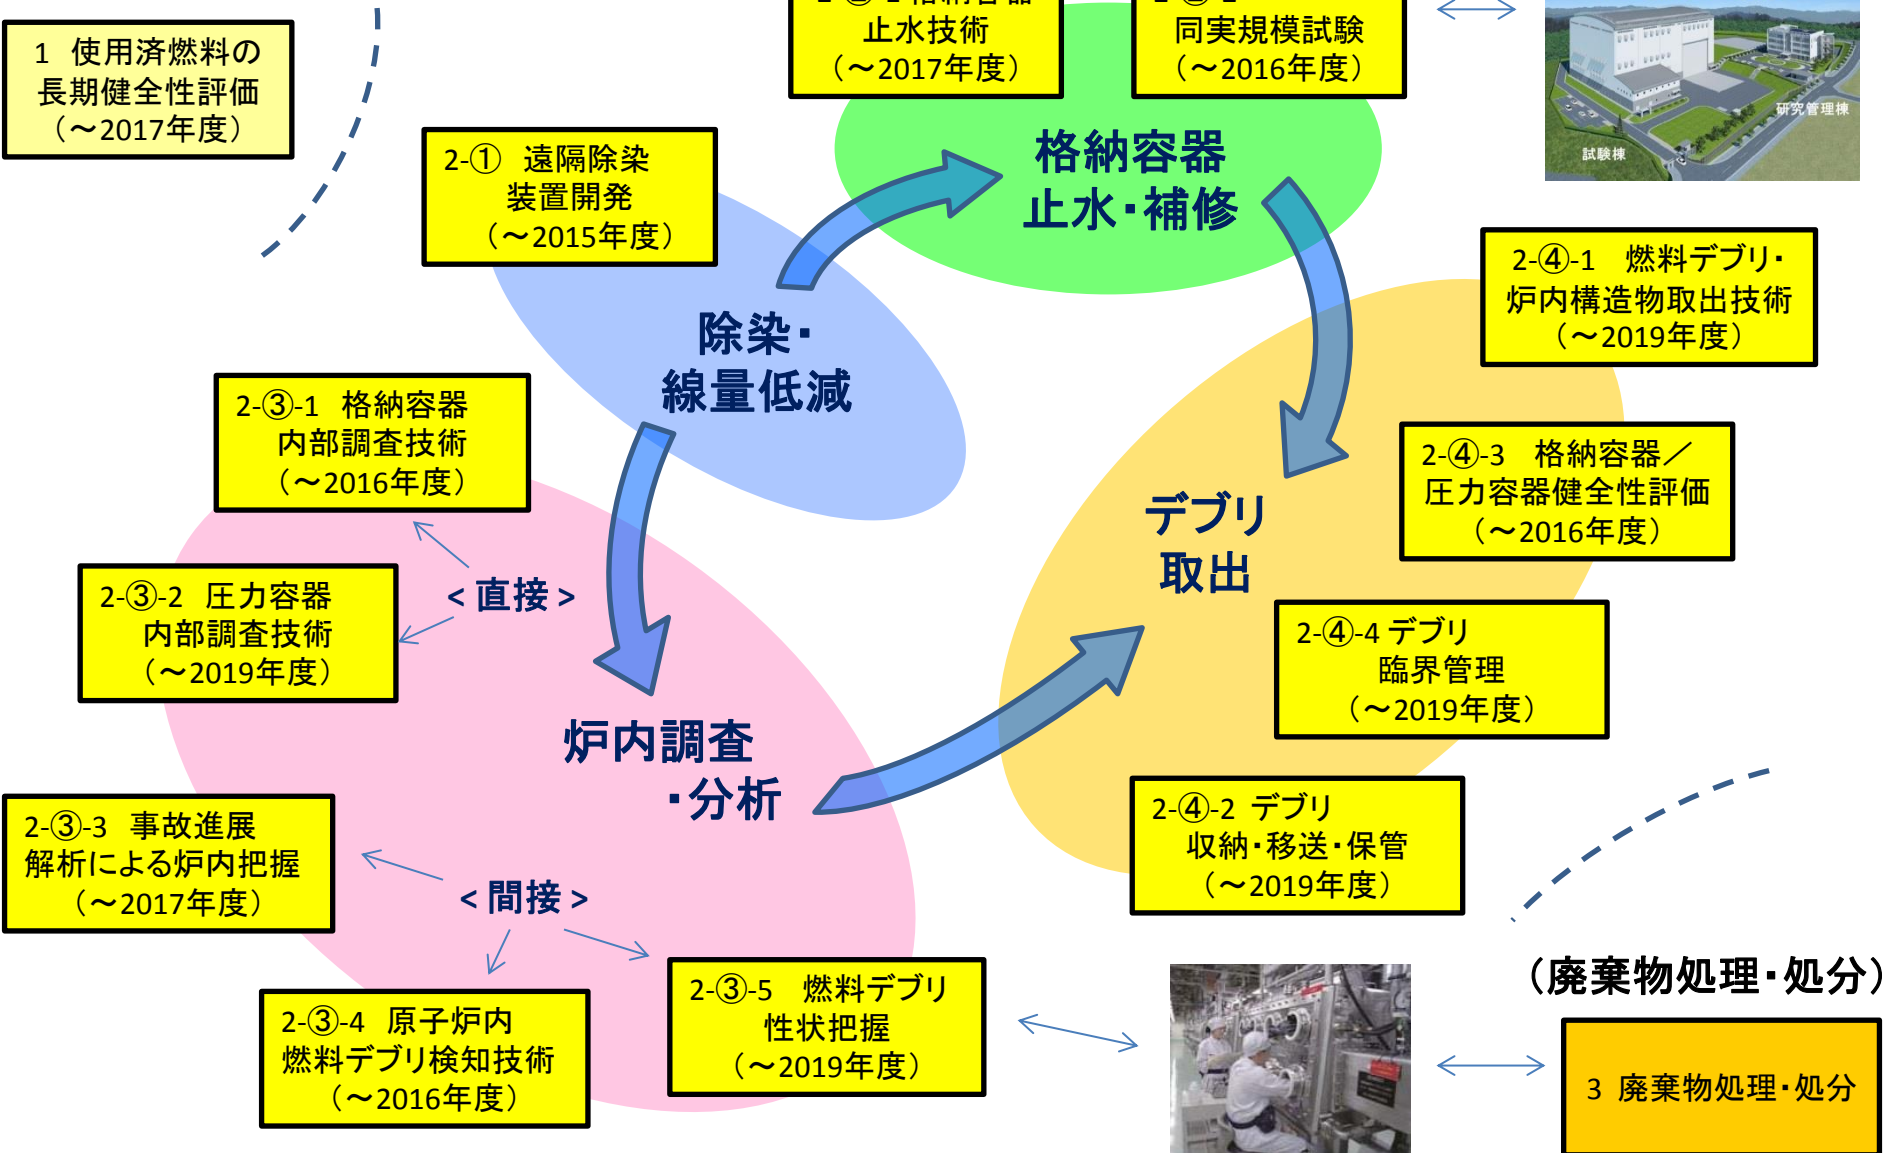 止水技術
（～2017年度）
同実規模試験
（～2016年度）
1 使用済燃料の
長期健全性評価
（～2017年度）
研究管理棟
試験棟
2-① 遠隔除染
装置開発
（～2015年度）
格納容器
止水・補修
2-④-1 燃料デブリ・
炉内構造物取出技術
（～2019年度）
除染・
線量低減
2-③-1 格納容器
内部調査技術
（～2016年度）
2-④-3 格納容器／
圧力容器健全性評価
（～2016年度）
デブリ
取出
2-③-2 圧力容器
内部調査技術
（～2019年度）
＜直接＞
2-④-4 デブリ
臨界管理
（～2019年度）
炉内調査
・分析
2-④-2 デブリ
収納・移送・保管
（～2019年度）
2-③-3 事故進展
解析による炉内把握
（～2017年度）
＜間接＞
2-③-4 原子炉内
燃料デブリ検知技術
（～2016年度）
2-③-5 燃料デブリ
性状把握
（～2019年度）
（廃棄物処理・処分）
3 廃棄物処理・処分